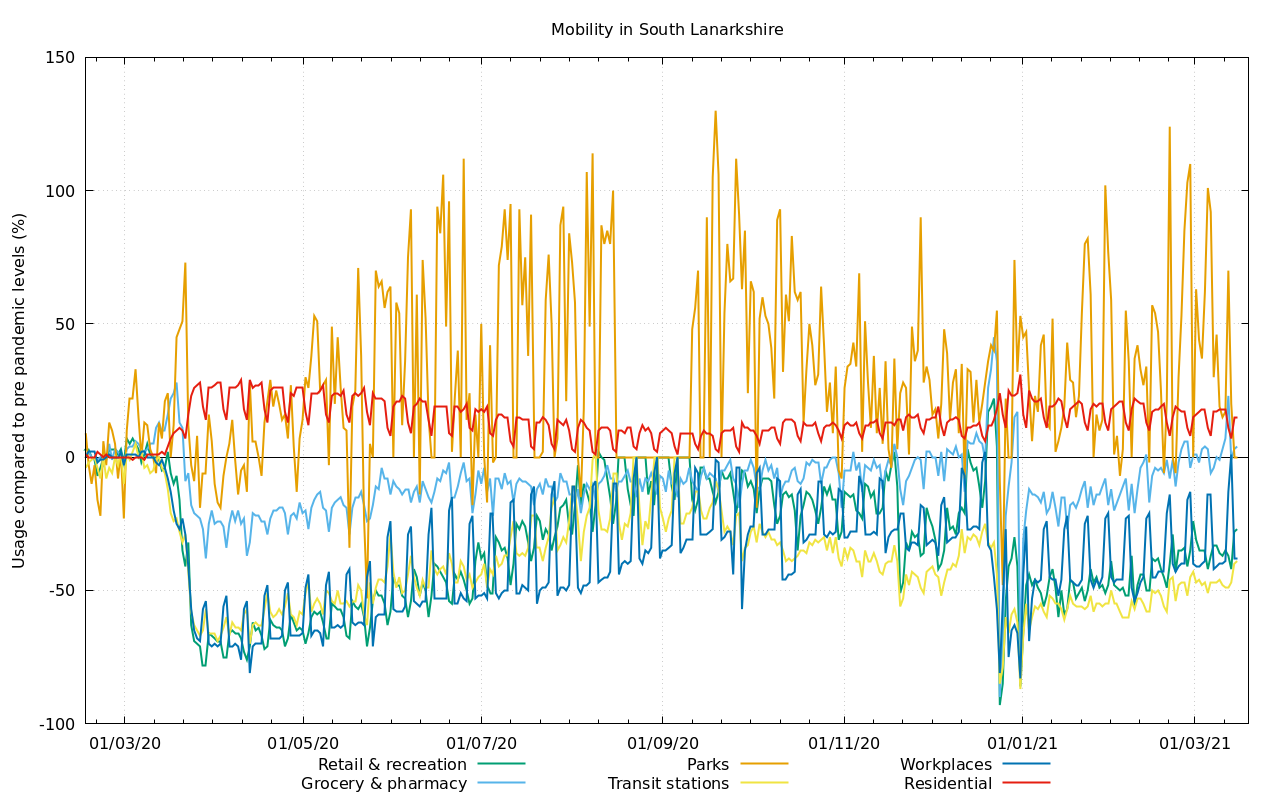 Mobility in South Lanarkshire
Usage compared to pre pandemic levels (%)
150
100
50
0
-50
-100
01/03/20 01/05/20 01/07/20 01/09/20 01/11/20 01/01/21 01/03/21
Retail & recreation Parks Workplaces
Grocery & pharmacy Transit stations Residential